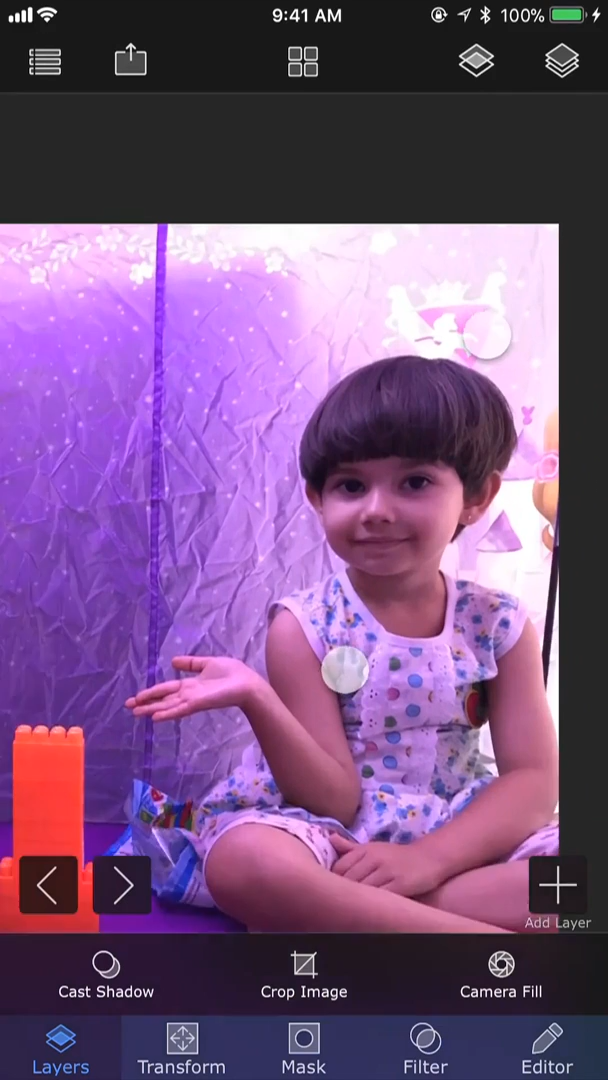 9:41 AM 100%
Add Layer
Cast Shadow Crop Image Camera Fill
Layers Transform Mask Filter Editor